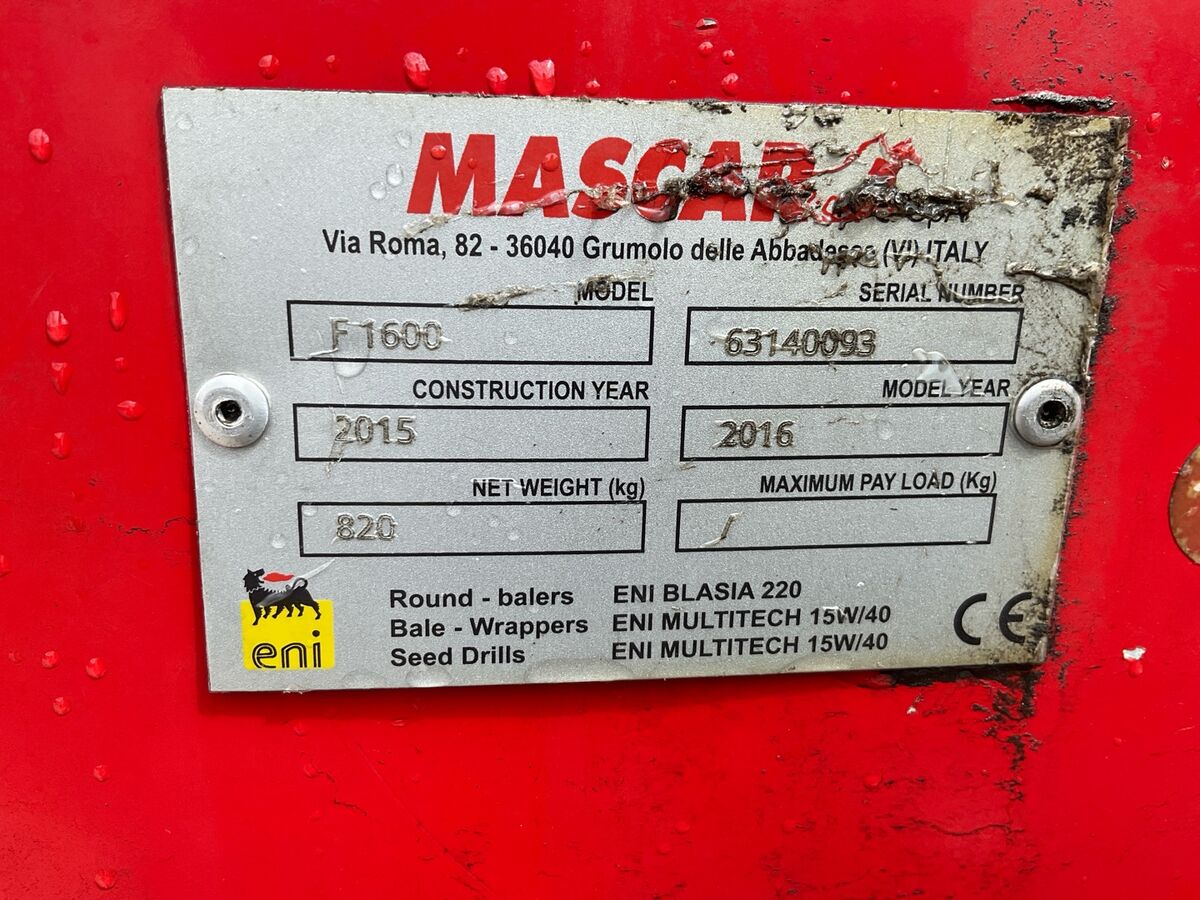 MASCAR
Via Roma, 82 - 36040 Grumolo delle Abbadesse (VI) ITALY
MODEL
F 1600
SERIAL NUMBER
63140093
CONSTRUCTION YEAR
2015
MODEL YEAR
2016
NET WEIGHT (kg)
820
MAXIMUM PAY LOAD (Kg)
/
eni
Round - balers ENI BLASIA 220
Bale - Wrappers ENI MULTITECH 15W/40
Seed Drills ENI MULTITECH 15W/40
CE